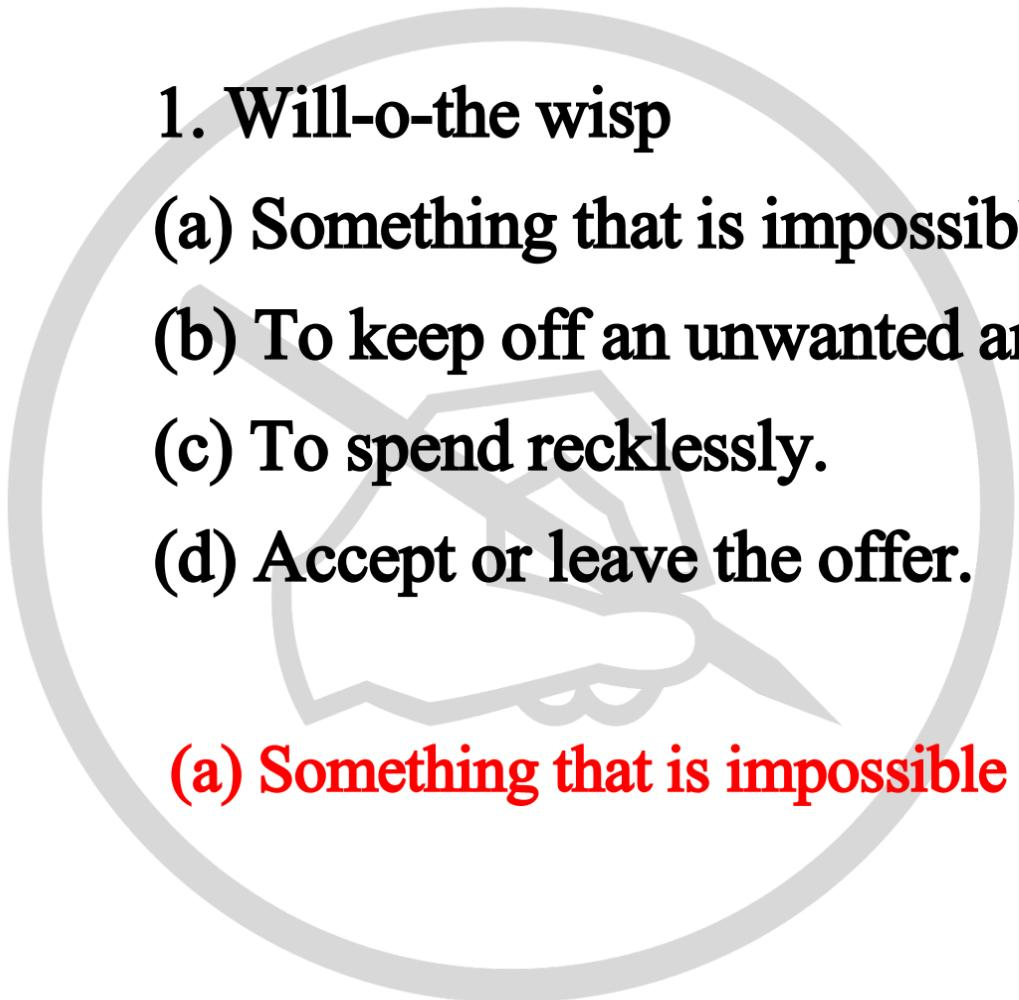 1. Will-o-the wisp
(a) Something that is impossib
(b) To keep off an unwanted
(c) To spend recklessly.
(d) Accept or leave the offer.
(a) Something that is impossible